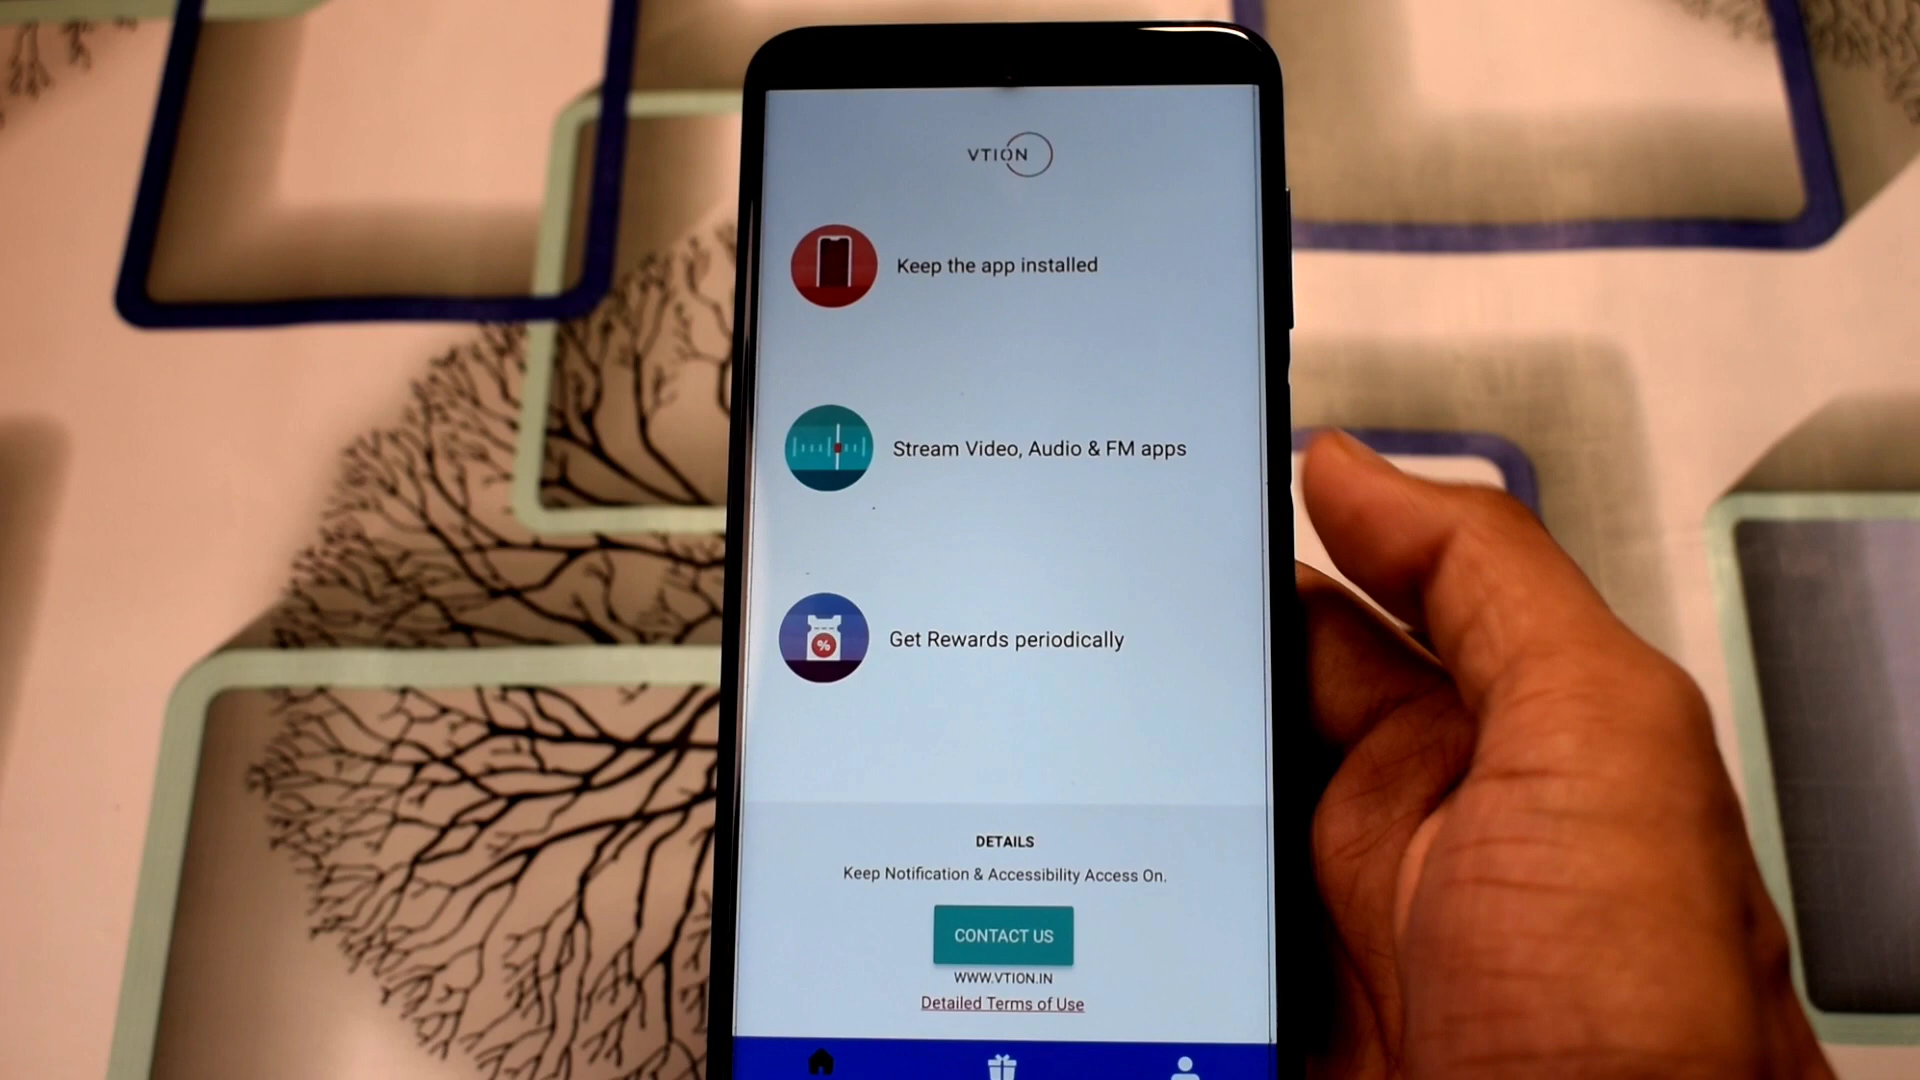 VTION
Keep the app installed
Stream Video, Audio & FM apps
%
Get Rewards periodically
DETAILS
Keep Notification & Accessibility Access On.
CONTACT US
WWW.VTION.IN
Detailed Terms of Use